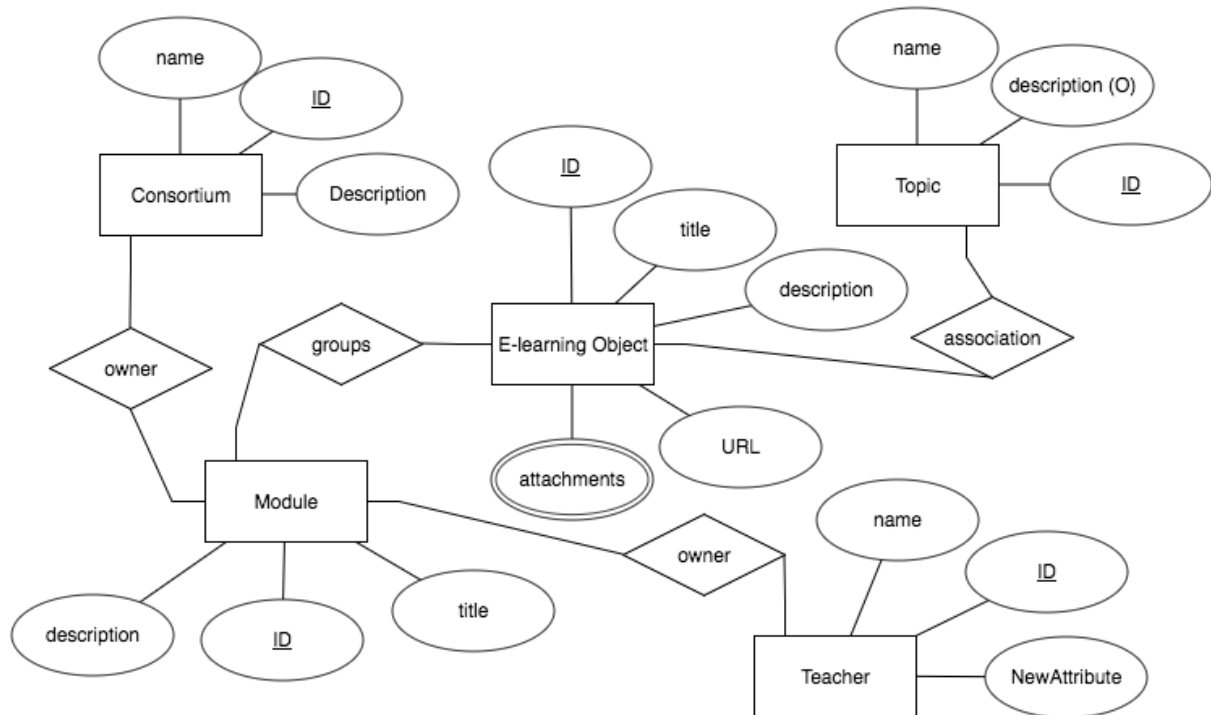 name
ID
Consortium
Description
name
description (O)
Topic
ID
ID
title
description
E-learning Object
groups
association
owner
URL
attachments
Module
description
ID
title
owner
name
ID
Teacher
NewAttribute